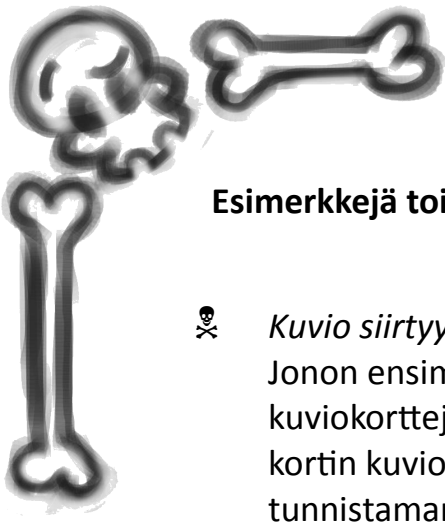 Esimerkkejä toi
☠ Kuvio siirtyy
Jonon ensim
kuviokorttej
kortin kuvio
tunnistamar